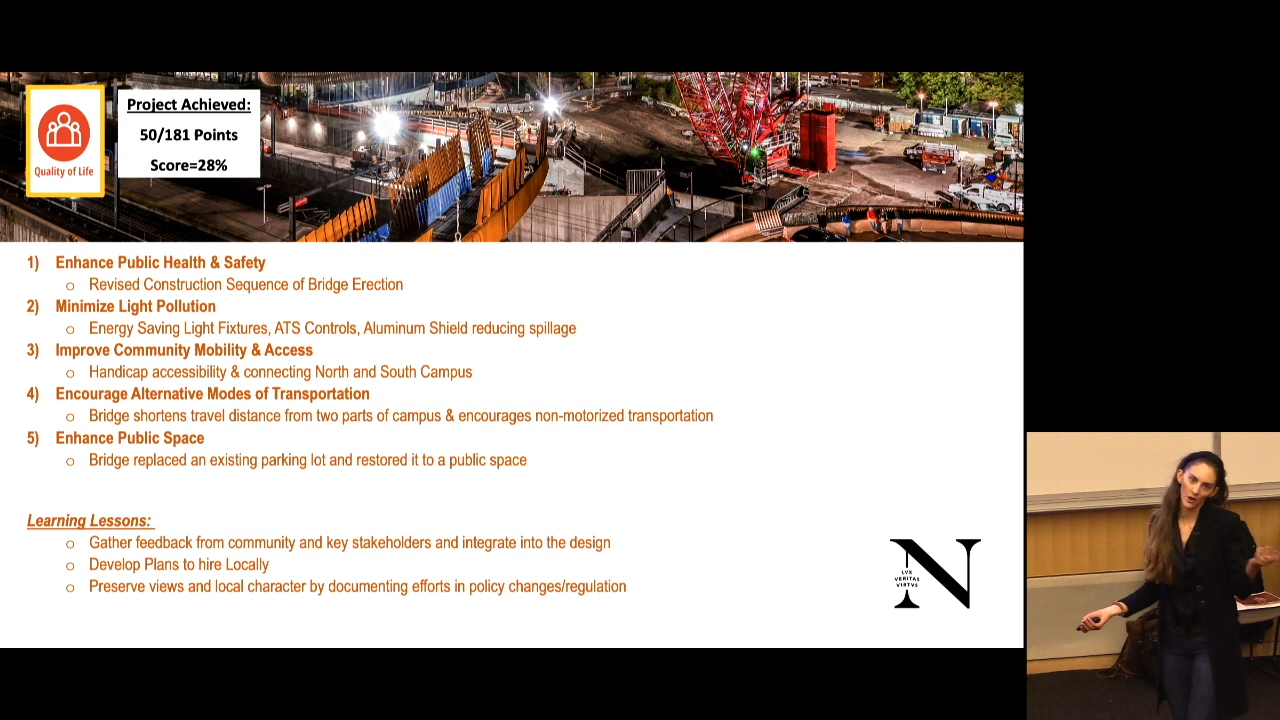 Project Achieved:
50/181 Points
Score=28%
Quality of Life
1) Enhance Public Health & Safety
o Revised Construction Sequence of Bridge Erection
2) Minimize Light Pollution
o Energy Saving Light Fixtures, ATS Controls, Aluminum Shield reducing spillage
3) Improve Community Mobility & Access
o Handicap accessibility & connecting North and South Campus
4) Encourage Alternative Modes of Transportation
o Bridge shortens travel distance from two parts of campus & encourages non-motorized transportation
5) Enhance Public Space
o Bridge replaced an existing parking lot and restored it to a public space
Learning Lessons:
o Gather feedback from community and key stakeholders and integrate into the design
o Develop Plans to hire Locally
o Preserve views and local character by documenting efforts in policy changes/regulation
N
LVX
VERITAS
VIRTVS